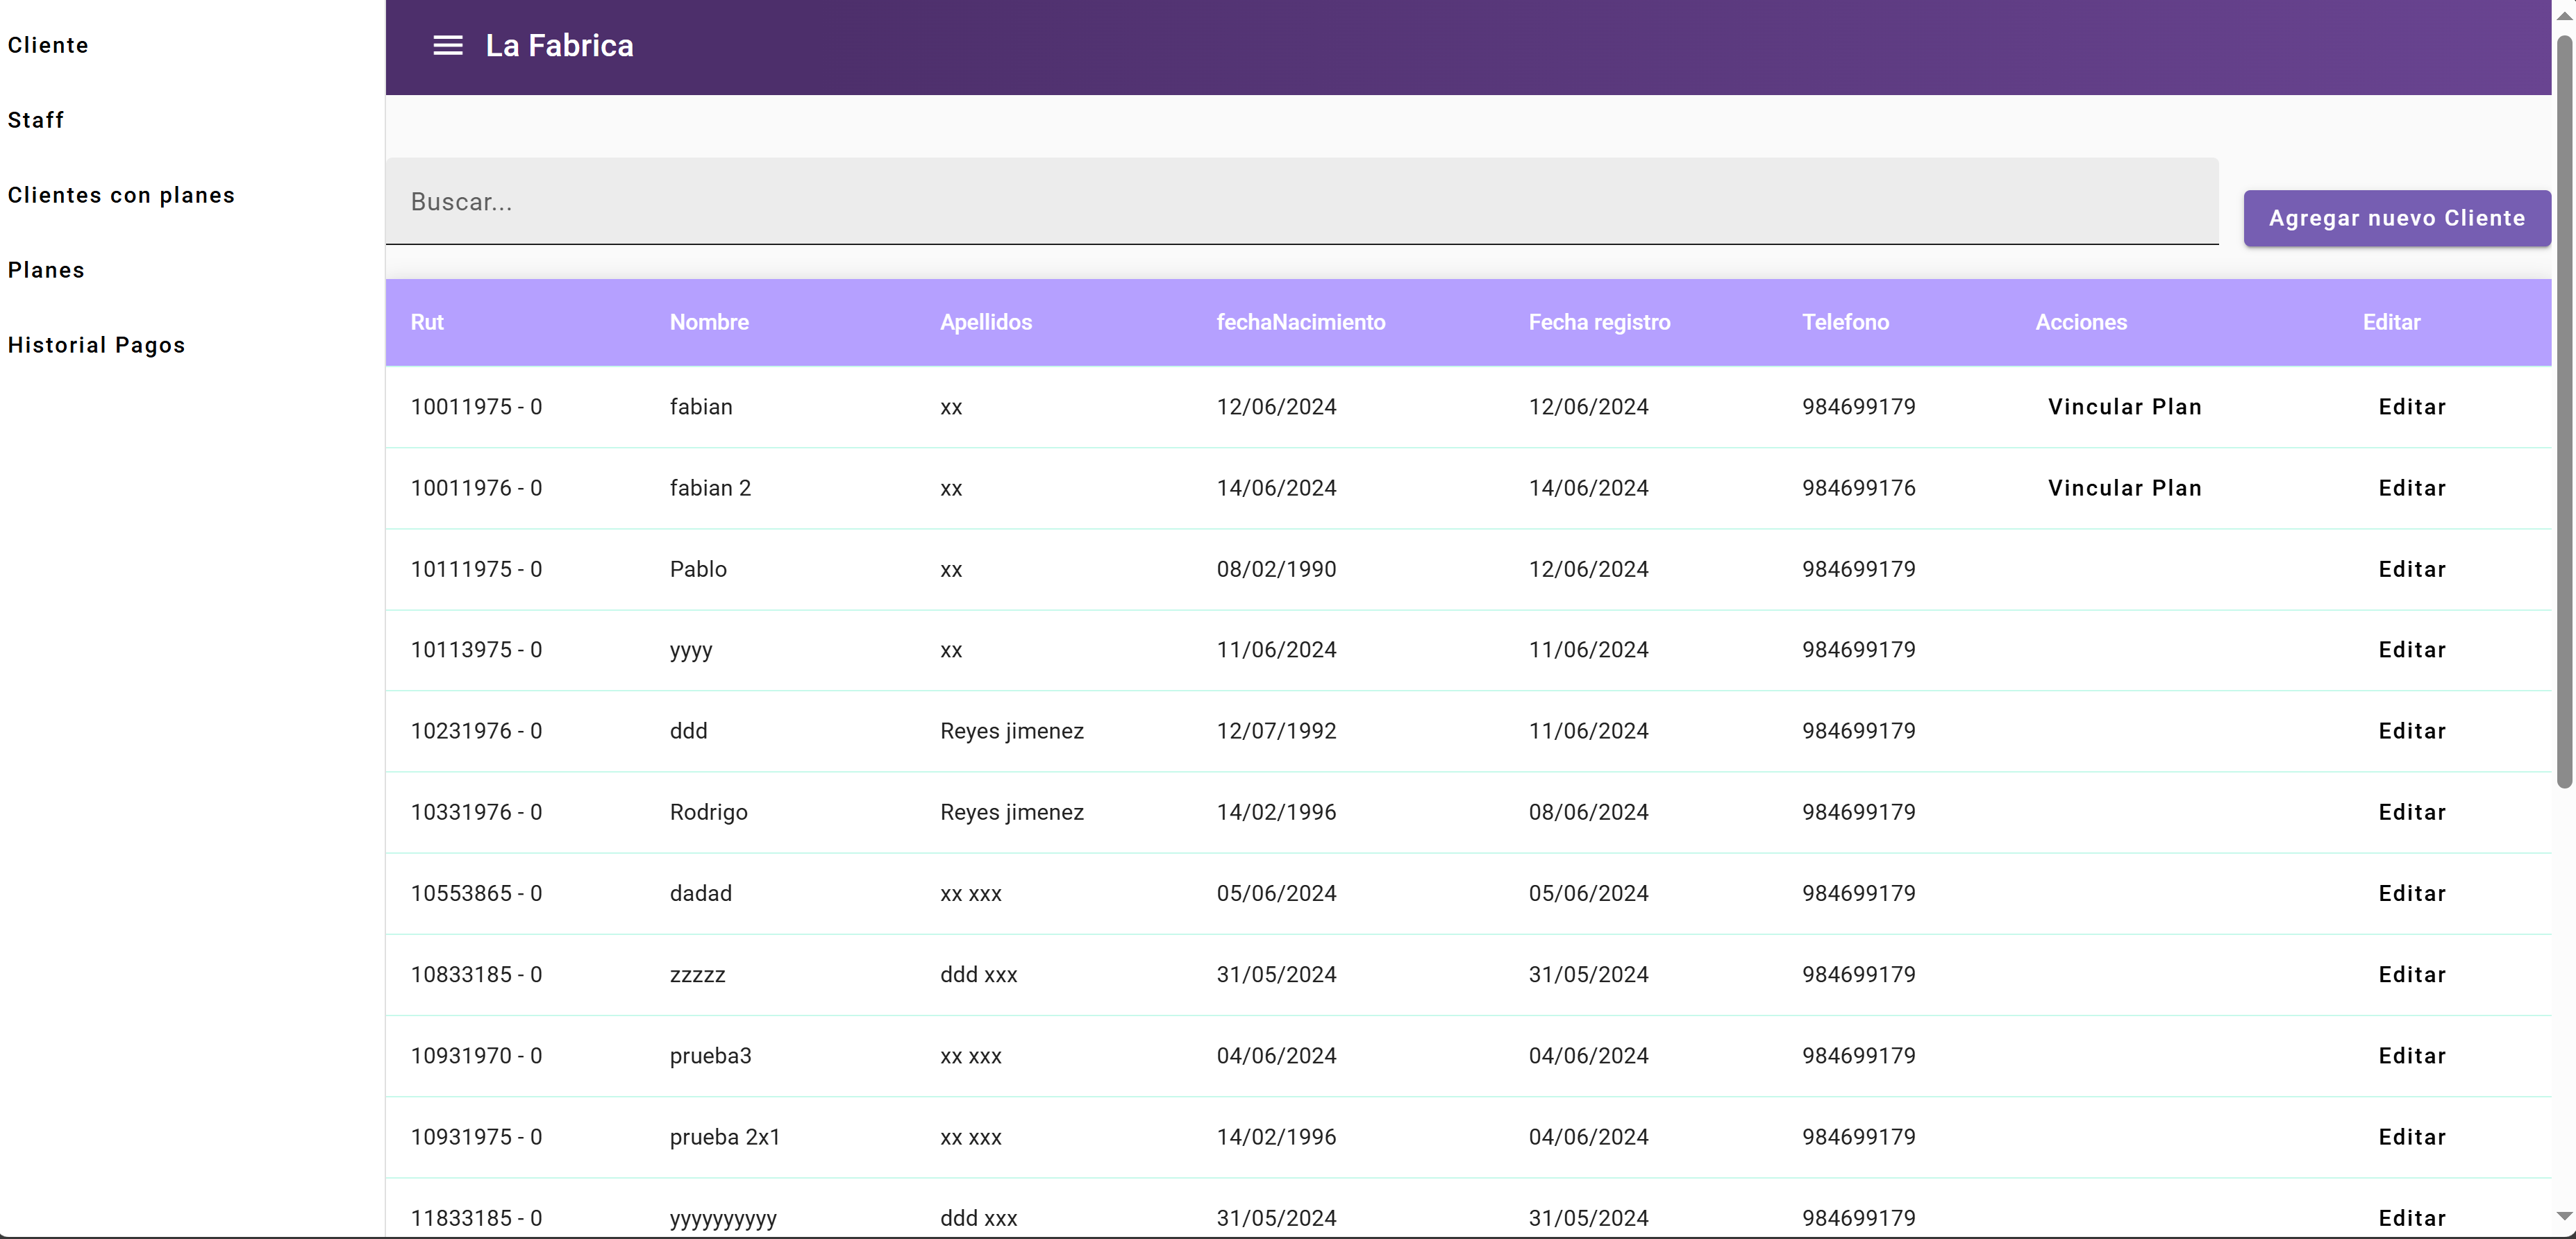 Cliente
Staff
Clientes con planes
Planes
Historial Pagos
La Fabrica
Buscar...
Agregar nuevo Cliente
Rut Nombre Apellidos fechaNacimiento Fecha registro Telefono Acciones Editar
10011975 - 0 fabian xx 12/06/2024 12/06/2024 984699179 Vincular Plan Editar
10011976 - 0 fabian 2 xx 14/06/2024 14/06/2024 984699176 Vincular Plan Editar
10111975 - 0 Pablo xx 08/02/1990 12/06/2024 984699179 Editar
10113975 - 0 yyyy xx 11/06/2024 11/06/2024 984699179 Editar
10231976 - 0 ddd Reyes jimenez 12/07/1992 11/06/2024 984699179 Editar
10331976 - 0 Rodrigo Reyes jimenez 14/02/1996 08/06/2024 984699179 Editar
10553865 - 0 dadad xx xxx 05/06/2024 05/06/2024 984699179 Editar
10833185 - 0 zzzzz ddd xxx 31/05/2024 31/05/2024 984699179 Editar
10931970 - 0 prueba3 xx xxx 04/06/2024 04/06/2024 984699179 Editar
10931975 - 0 prueba 2x1 xx xxx 14/02/1996 04/06/2024 984699179 Editar
11833185 - 0 yyyyyyyyyy ddd xxx 31/05/2024 31/05/2024 984699179 Editar